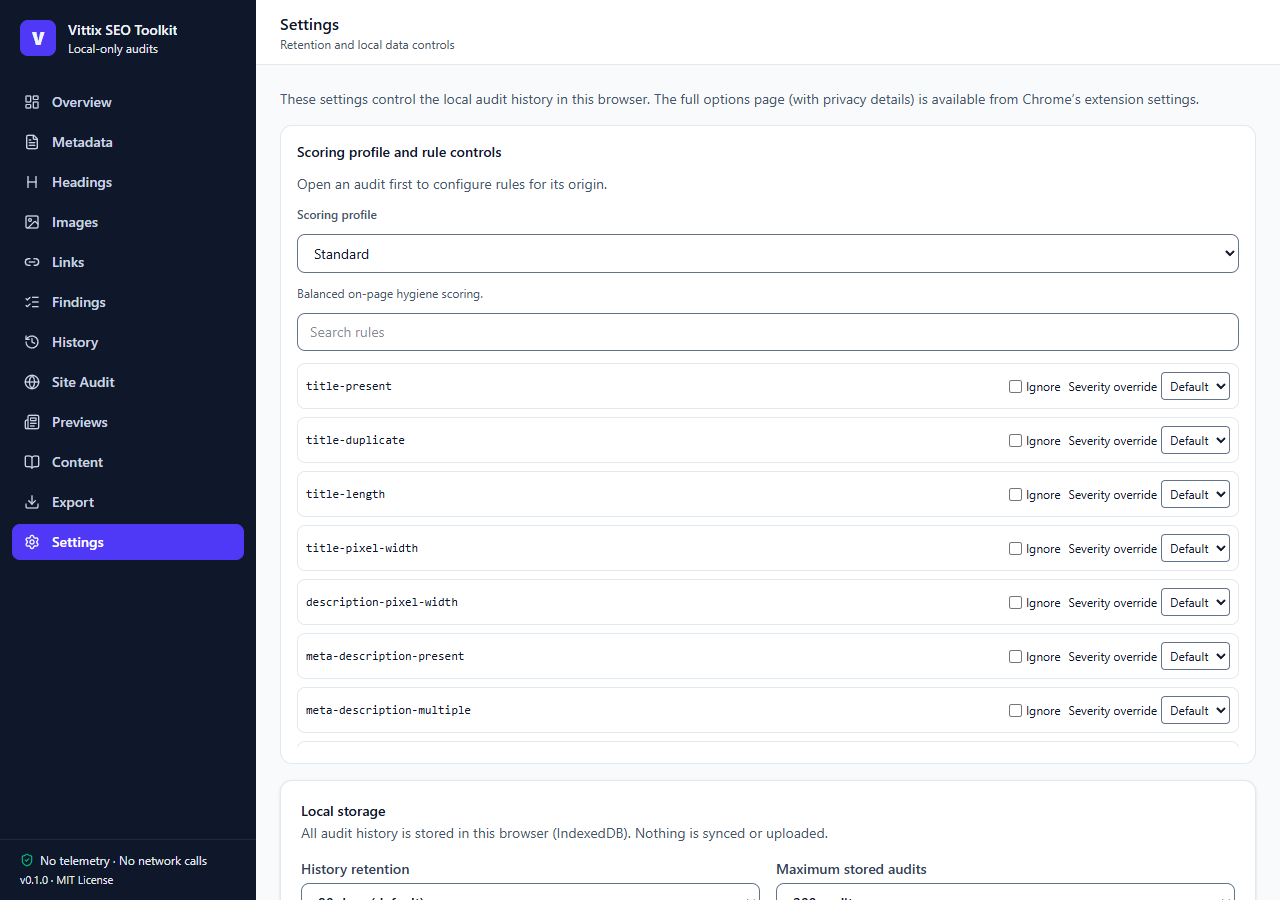 V
Vittix SEO Toolkit
Local-only audits
Overview
Metadata
Headings
Images
Links
Findings
History
Site Audit
Previews
Content
Export
Settings
No telemetry · No network calls
v0.1.0 · MIT License
Settings
Retention and local data controls
These settings control the local audit history in this browser. The full options page (with privacy details) is available from Chrome’s extension settings.
Scoring profile and rule controls
Open an audit first to configure rules for its origin.
Scoring profile
Standard
Balanced on-page hygiene scoring.
Search rules
title-present Ignore Severity override Default
title-duplicate Ignore Severity override Default
title-length Ignore Severity override Default
title-pixel-width Ignore Severity override Default
description-pixel-width Ignore Severity override Default
meta-description-present Ignore Severity override Default
meta-description-multiple Ignore Severity override Default
Local storage
All audit history is stored in this browser (IndexedDB). Nothing is synced or uploaded.
History retention Maximum stored audits